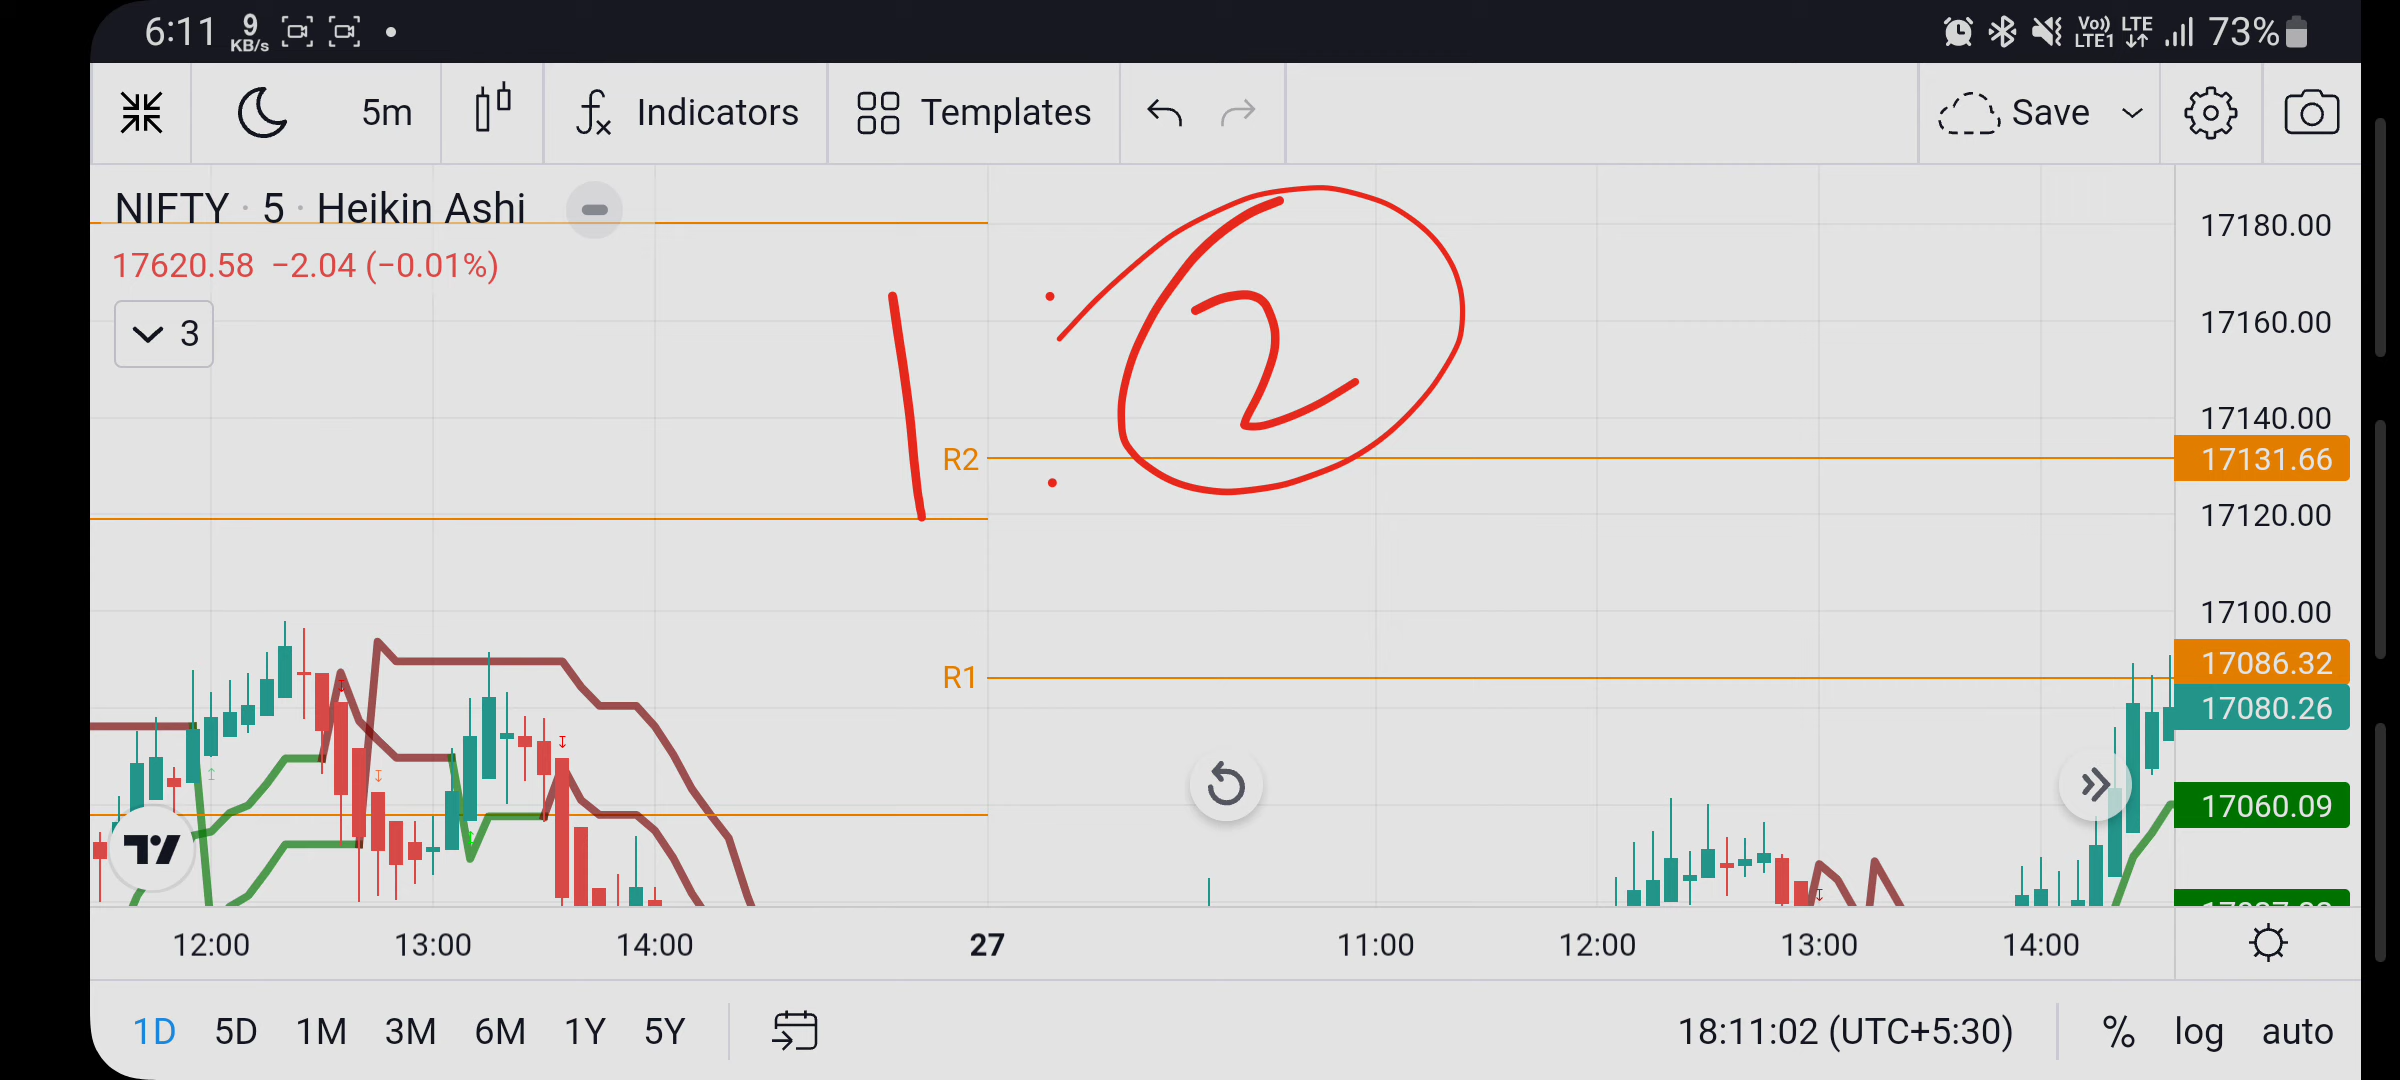 6:11 9 KB/s Vo)) LTE1 LTE 73%
5m Indicators Templates Save
NIFTY · 5 · Heikin Ashi
17620.58 −2.04 (−0.01%)
3
1 : 2
R2
R1
17180.00
17160.00
17140.00
17131.66
17120.00
17100.00
17086.32
17080.26
17060.09
12:00 13:00 14:00 27 11:00 12:00 13:00 14:00
1D 5D 1M 3M 6M 1Y 5Y 18:11:02 (UTC+5:30) % log auto